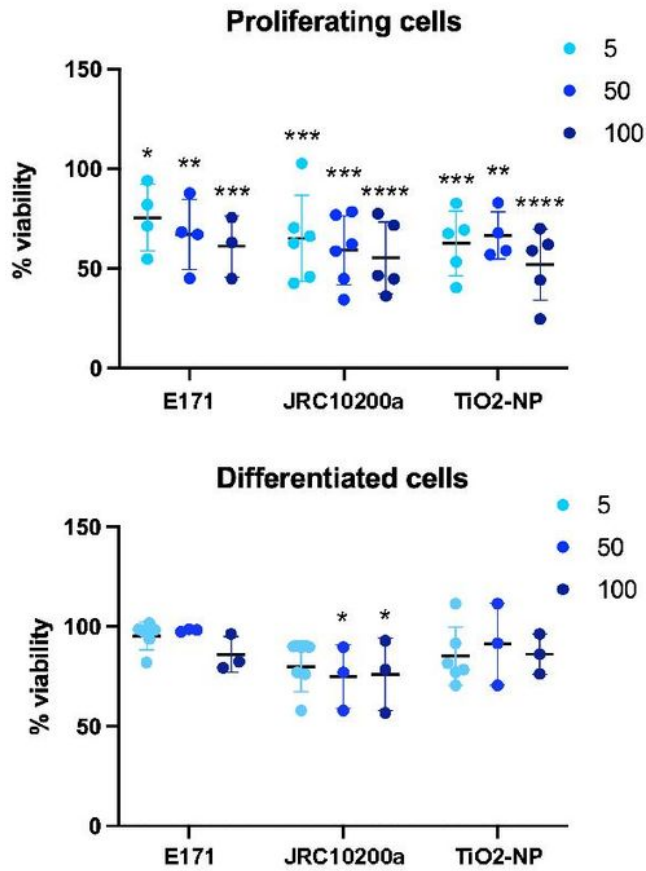 Proliferating cells
5
50
100
150
100
50
0
% viability
* ** *** *** *** **** *** ** ****
E171 JRC10200a TiO2-NP
Differentiated cells
5
50
100
150
100
50
0
% viability
* *
E171 JRC10200a TiO2-NP